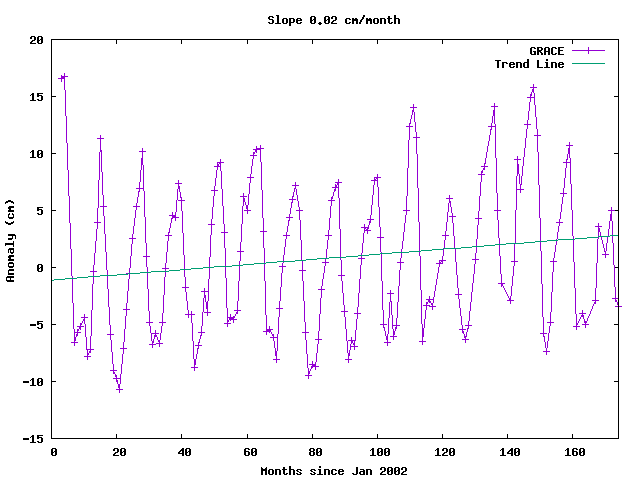 Slope 0.02 cm/month
GRACE
Trend Line
20
15
10
5
0
-5
-10
-15
Anomaly (cm)
0 20 40 60 80 100 120 140 160
Months since Jan 2002